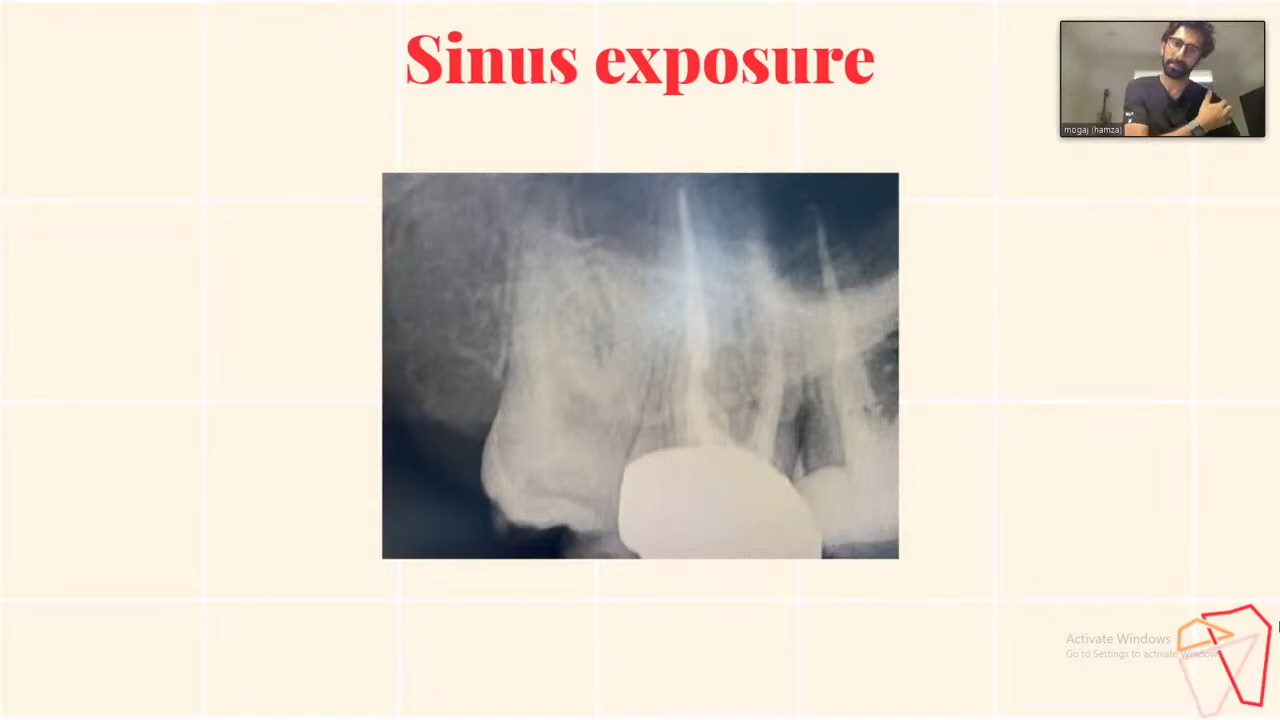 Sinus exposure
mogaj (hamza)
Activate Windows
Go to Settings to activate Windows